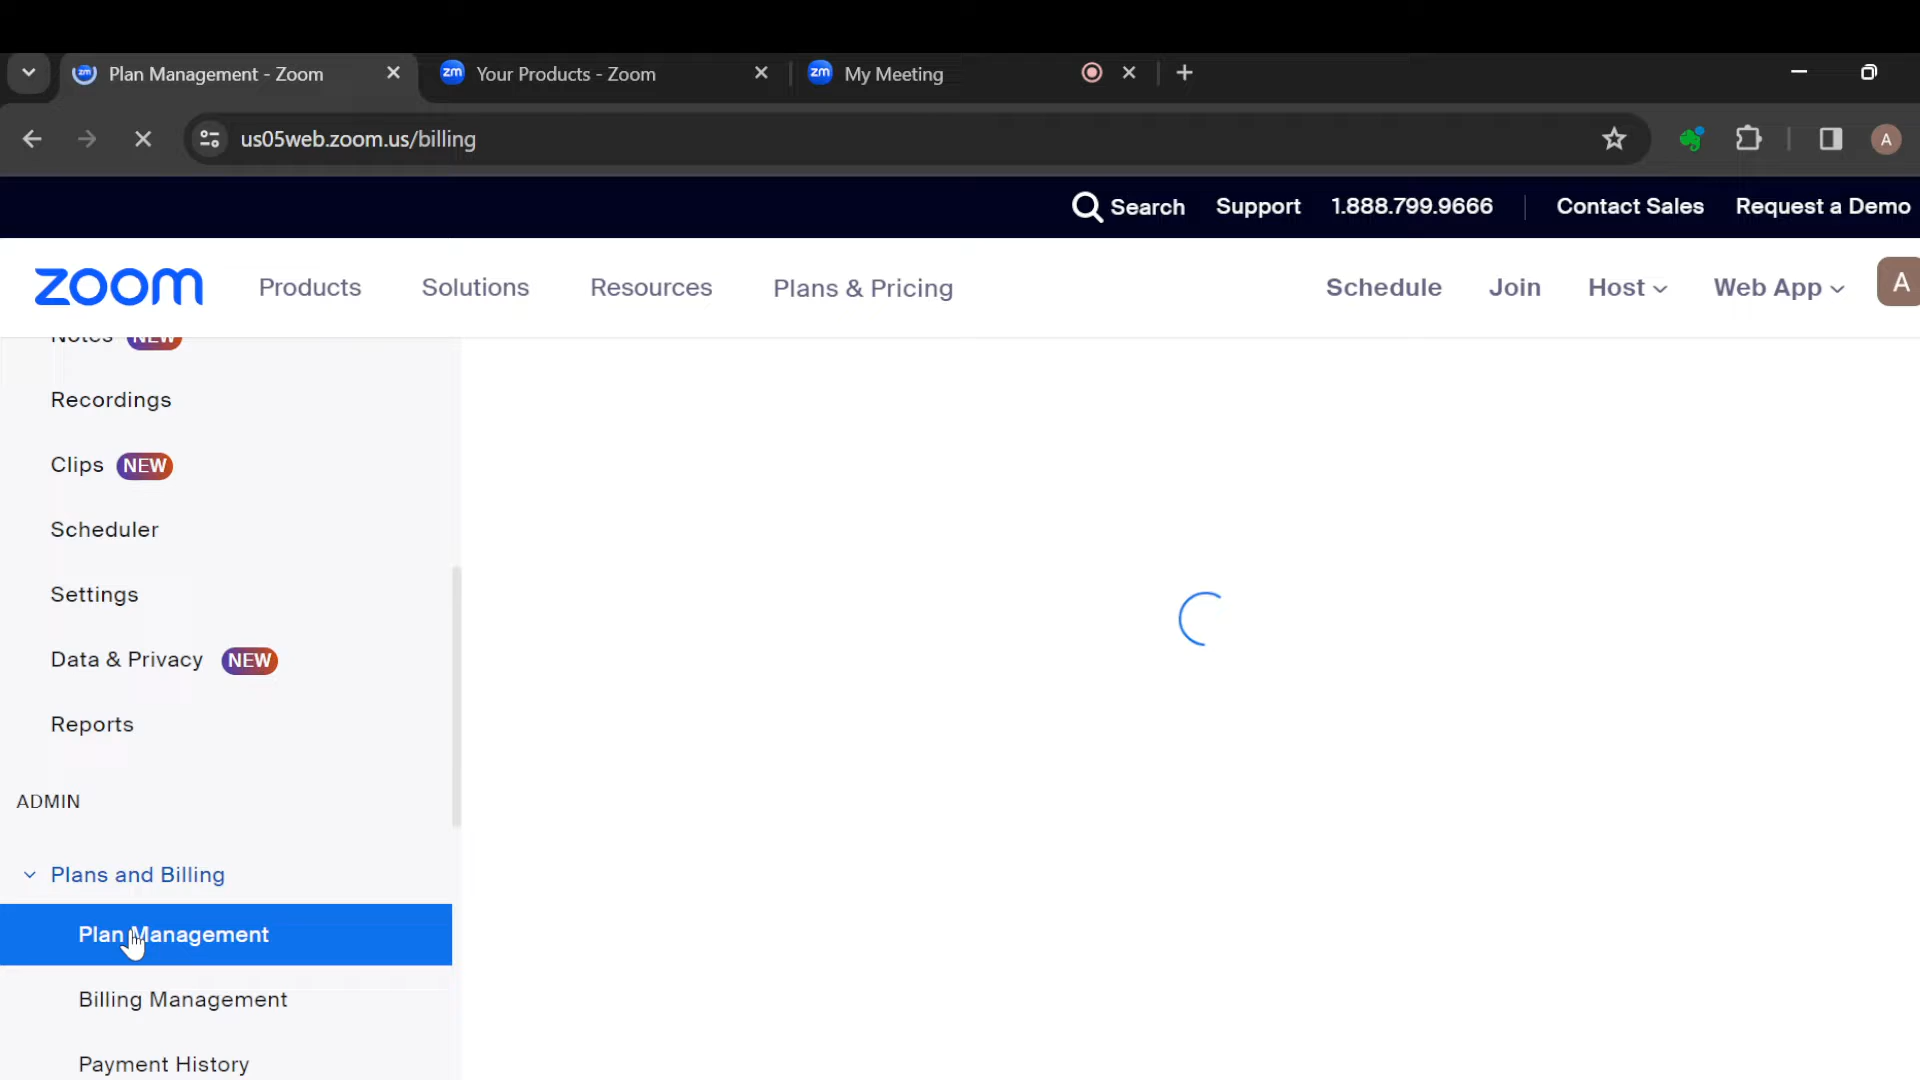 Plan Management - Zoom
Your Products - Zoom
My Meeting
us05web.zoom.us/billing
A
Search Support 1.888.799.9666 Contact Sales Request a Demo
zoom Products Solutions Resources Plans & Pricing Schedule Join Host Web App A
Notes NEW
Recordings
Clips NEW
Scheduler
Settings
Data & Privacy NEW
Reports
ADMIN
Plans and Billing
Plan Management
Billing Management
Payment History